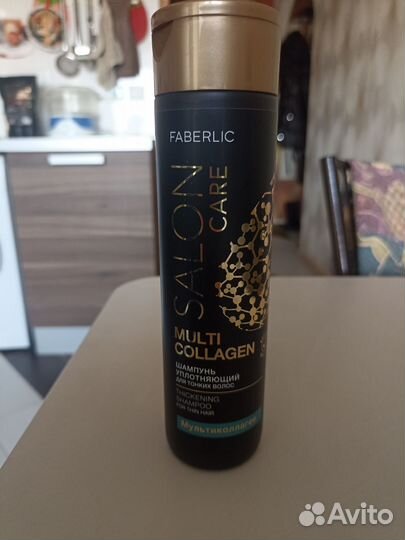 FABERLIC
SALON
CARE
MULTI
COLLAGEN
ШАМПУНЬ
УПЛОТНЯЮЩИЙ
ДЛЯ ТОНКИХ ВОЛОС
THICKENING
SHAMPOO
FOR THIN HAIR
Мультиколлаген
Avito